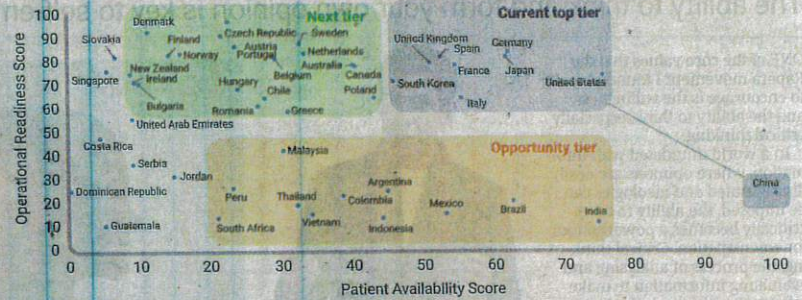 Operational Readiness Score
100
90
80
70
60
50
40
30
20
10
0
Next tier
Current top tier
Opportunity tier
Denmark
Slovakia
Finland
Norway
Czech Republic
Sweden
Austria
Portugal
Netherlands
Australia
Belgium
Canada
Poland
Singapore
New Zealand
Ireland
Hungary
Chile
Bulgaria
Romania
Greece
United Kingdom
Spain
Germany
France
Japan
South Korea
United States
Italy
United Arab Emirates
Costa Rica
Serbia
Jordan
Dominican Republic
Guatemala
Malaysia
Peru
Thailand
Argentina
Colombia
South Africa
Vietnam
Indonesia
Mexico
Brazil
India
China
0
10
20
30
40
50
60
70
80
90
100
Patient Availability Score